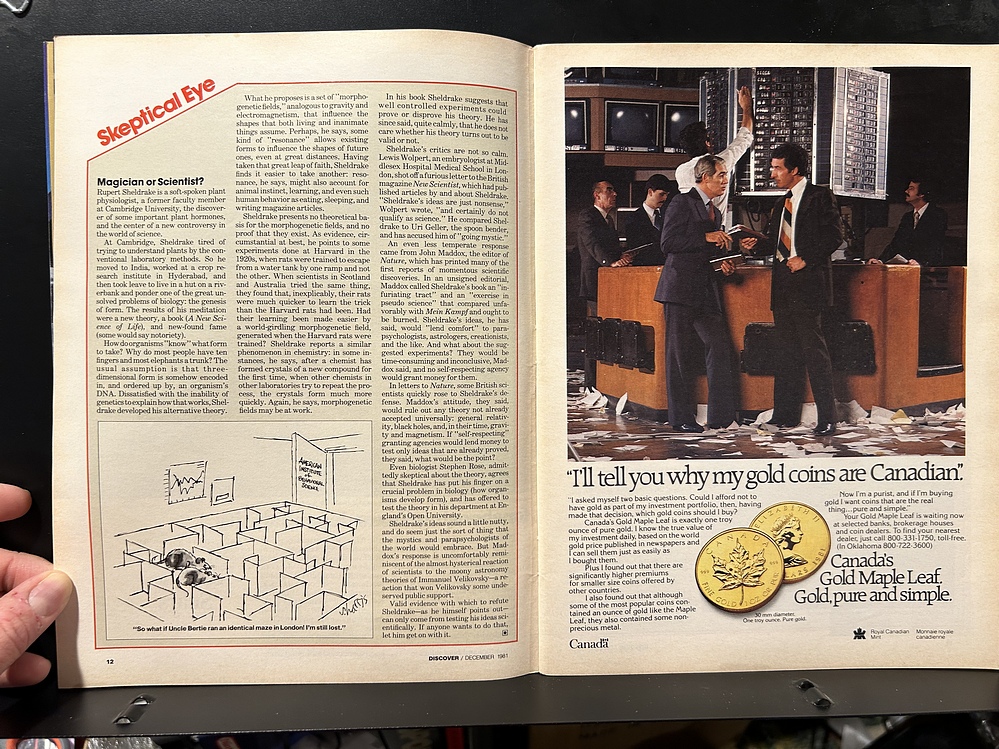 Skeptical Eye
Magician or Scientist?
Rupert Sheldrake is a soft-spoken plant
physiologist, a former faculty member
at Cambridge University, the discover-
er of some important plant hormones,
and the center of a new controversy in
the world of science.
At Cambridge, Sheldrake tired of
trying to understand plants by the con-
ventional laboratory methods. So he
moved to India, worked at a crop re-
search institute in Hyderabad, and
then took leave to live in a hut on a riv-
erbank and ponder one of the great un-
solved problems of biology: the genesis
of form. The results of his meditation
were a new theory, a book (A New Sci-
ence of Life), and new-found fame
(some would say notoriety).
How do organisms "know" what form
to take? Why do most people have ten
fingers and most elephants a trunk? The
usual assumption is that three-
dimensional form is somehow encoded
in, and ordered up by, an organism's
DNA. Dissatisfied with the inability of
genetics to explain how that works, Shel-
drake developed his alternative theory.
What he proposes is a set of "morpho-
genetic fields," analogous to gravity and
electromagnetism, that influence the
shapes that both living and inanimate
things assume. Perhaps, he says, some
kind of "resonance" allows existing
forms to influence the shapes of future
ones, even at great distances. Having
taken that great leap of faith, Sheldrake
finds it easier to take another: reso-
nance, he says, might also account for
animal instinct, learning, and even such
human behavior as eating, sleeping, and
writing magazine articles.
Sheldrake presents no theoretical ba-
sis for the morphogenetic fields, and no
proof that they exist. As evidence, cir-
cumstantial at best, he points to some
experiments done at Harvard in the
1920s, when rats were trained to escape
from a water tank by one ramp and not
the other. When scientists in Scotland
and Australia tried the same thing,
they found that, inexplicably, their rats
were much quicker to learn the trick
than the Harvard rats had been. Had
their learning been made easier by
a world-girdling morphogenetic field,
generated when the Harvard rats were
trained? Sheldrake reports a similar
phenomenon in chemistry: in some in-
stances, he says, after a chemist has
formed crystals of a new compound for
the first time, when other chemists in
other laboratories try to repeat the pro-
cess, the crystals form much more
quickly. Again, he says, morphogenetic
fields may be at work.
In his book Sheldrake suggests that
well controlled experiments could
prove or disprove his theory. He has
since said, quite calmly, that he does not
care whether his theory turns out to be
valid or not.
Sheldrake's critics are not so calm.
Lewis Wolpert, an embryologist at Mid-
dlesex Hospital Medical School in Lon-
don, shot off a furious letter to the British
magazine New Scientist, which had pub-
lished articles by and about Sheldrake.
"Sheldrake's ideas are just nonsense,"
Wolpert wrote, "and certainly do not
qualify as science." He compared Shel-
drake to Uri Geller, the spoon bender,
and has accused him of "going mystic."
An even less temperate response
came from John Maddox, the editor of
Nature, which has printed many of the
first reports of momentous scientific
discoveries. In an unsigned editorial,
Maddox called Sheldrake's book an "in-
furiating tract" and an "exercise in
pseudo science" that compared unfa-
vorably with Mein Kampf and ought to
be burned. Sheldrake's ideas, he has
said, would "lend comfort" to para-
psychologists, astrologers, creationists,
and the like. And what about the sug-
gested experiments? They would be
time-consuming and inconclusive, Mad-
dox said, and no self-respecting agency
would grant money for them.
In letters to Nature, some British sci-
entists quickly rose to Sheldrake's de-
fense. Maddox's attitude, they said,
would rule out any theory not already
accepted universally: general relativ-
ity, black holes, and, in their time, gravi-
ty and magnetism. If "self-respecting"
granting agencies would lend money to
test only ideas that are already proved,
they said, what would be the point?
Even biologist Stephen Rose, admit-
tedly skeptical about the theory, agrees
that Sheldrake has put his finger on a
crucial problem in biology (how organ-
isms develop form), and has offered to
test the theory in his department at En-
gland's Open University.
Sheldrake's ideas sound a little nutty,
and do seem just the sort of thing that
the mystics and parapsychologists of
the world would embrace. But Mad-
dox's response is uncomfortably remi-
niscent of the almost hysterical reaction
of scientists to the moony astronomy
theories of Immanuel Velikovsky—a re-
action that won Velikovsky some unde-
served public support.
Valid evidence with which to refute
Sheldrake—as he himself points out—
can only come from testing his ideas sci-
entifically. If anyone wants to do that,
let him get on with it.
AMERICAN
INSTITUTE
of
BEHAVIORAL
SCIENCE
"So what if Uncle Bertie ran an identical maze in London! I'm still lost."
12
DISCOVER / DECEMBER 1981
"I'll tell you why my gold coins are Canadian."
"I asked myself two basic questions. Could I afford not to
have gold as part of my investment portfolio, then, having
made that decision, which gold coins should I buy?
Canada's Gold Maple Leaf is exactly one troy
ounce of pure gold. I know the true value of
my investment daily, based on the world
gold price published in newspapers and
I can sell them just as easily as
I bought them.
Plus I found out that there are
significantly higher premiums
for smaller size coins offered by
other countries.
I also found out that although
some of the most popular coins con-
tained an ounce of gold like the Maple
Leaf, they also contained some non-
precious metal.
Now I'm a purist, and if I'm buying
gold I want coins that are the real
thing...pure and simple."
Your Gold Maple Leaf is waiting now
at selected banks, brokerage houses
and coin dealers. To find your nearest
dealer, just call 800-331-1750, toll-free.
(In Oklahoma 800-722-3600)
ELIZABETH II
1981
CANADA
FINE GOLD 1 OZ OR PUR
Canada's
Gold Maple Leaf.
Gold, pure and simple.
30 mm diameter.
One troy ounce. Pure gold.
Canada
Royal Canadian Mint
Monnaie royale canadienne